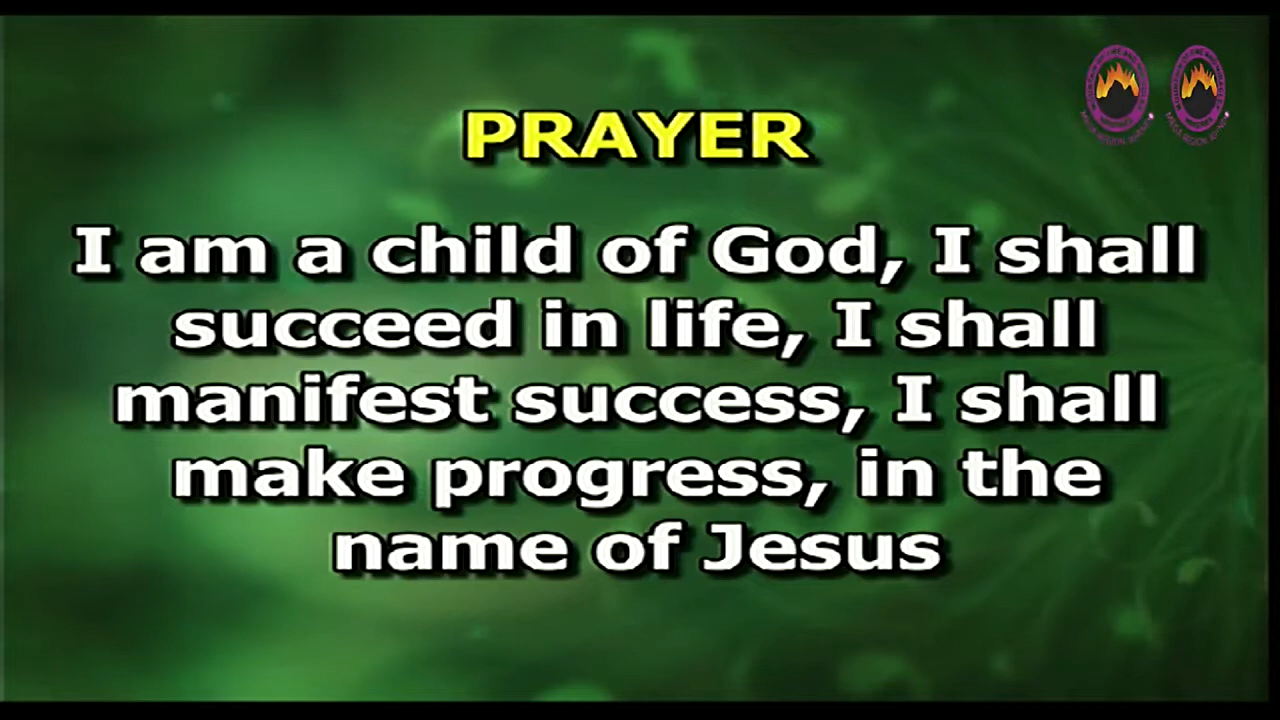 PRAYER
I am a child of God, I shall
succeed in life, I shall
manifest success, I shall
make progress, in the
name of Jesus